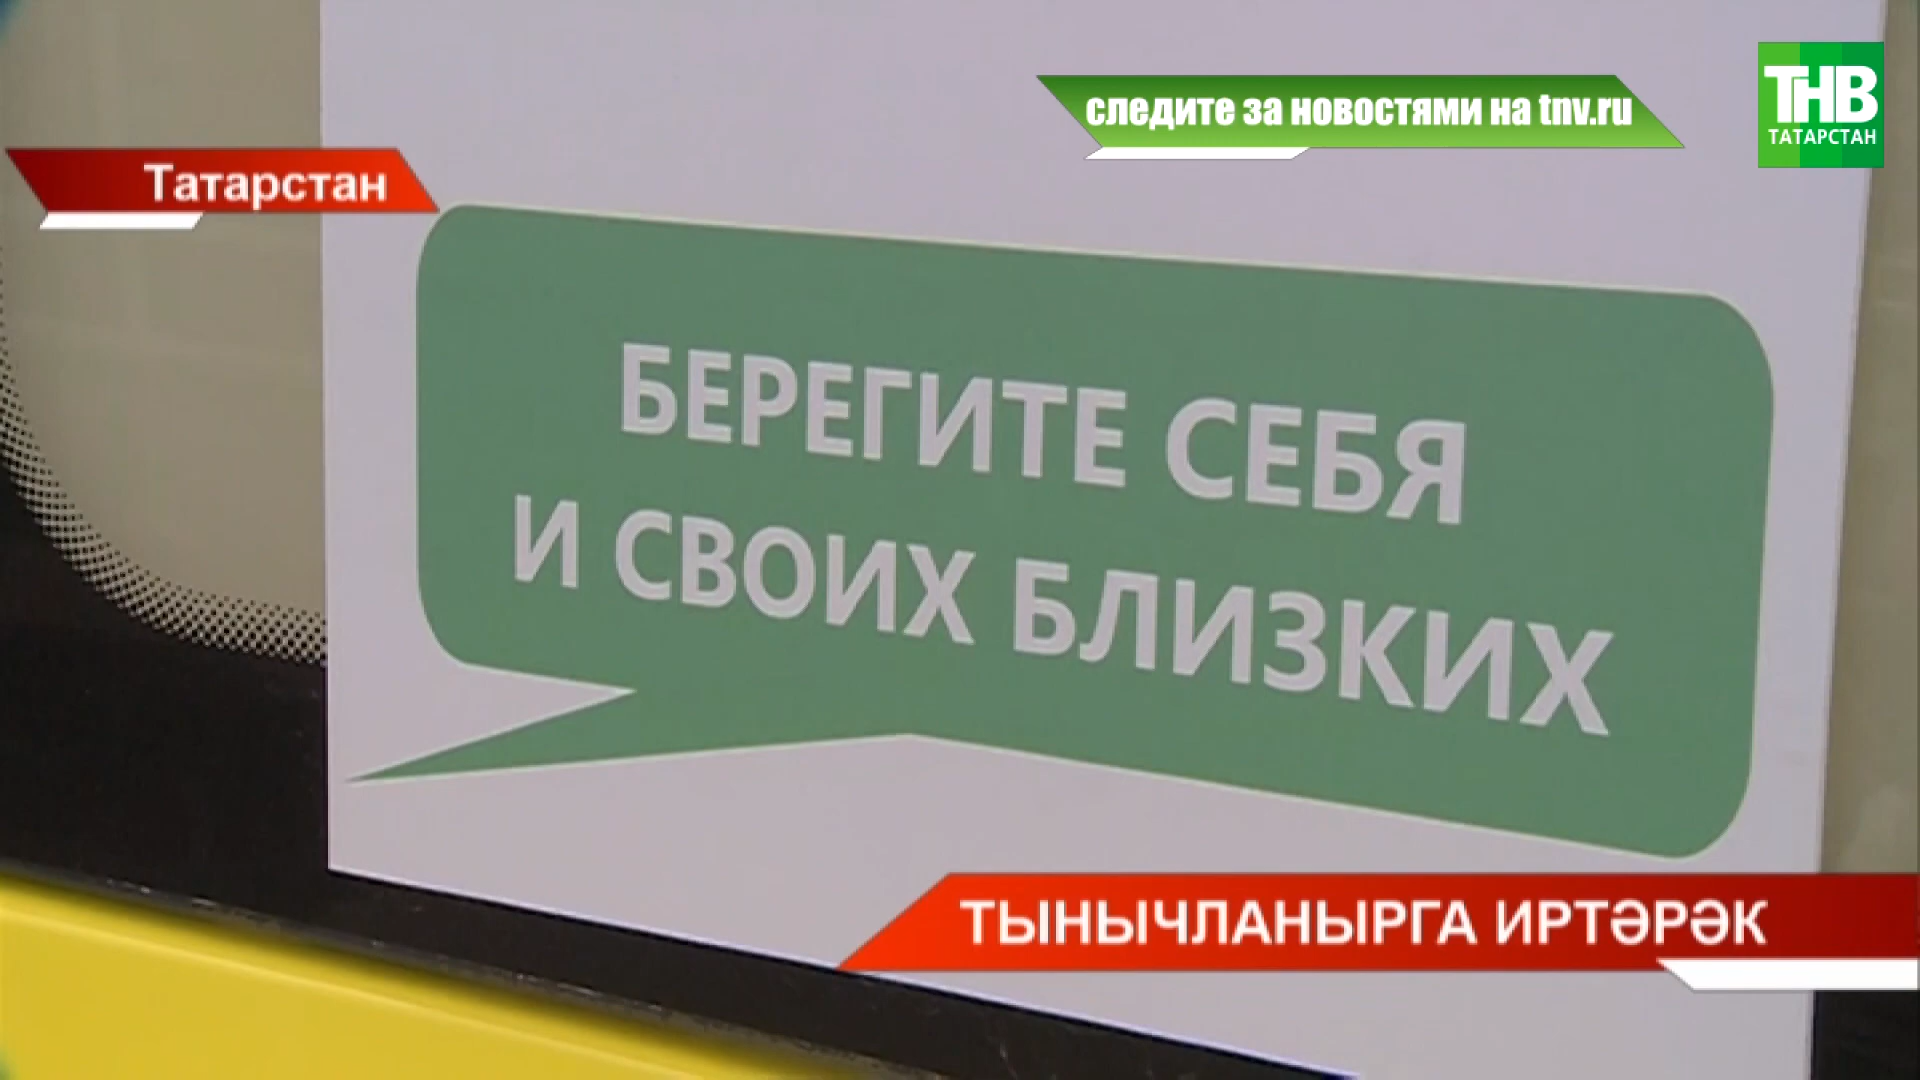 следите за новостями на tnv.ru
ТНВ
ТАТАРСТАН
Татарстан
БЕРЕГИТЕ СЕБЯ
И СВОИХ БЛИЗКИХ
ТЫНЫЧЛАНЫРГА ИРТӘРӘК